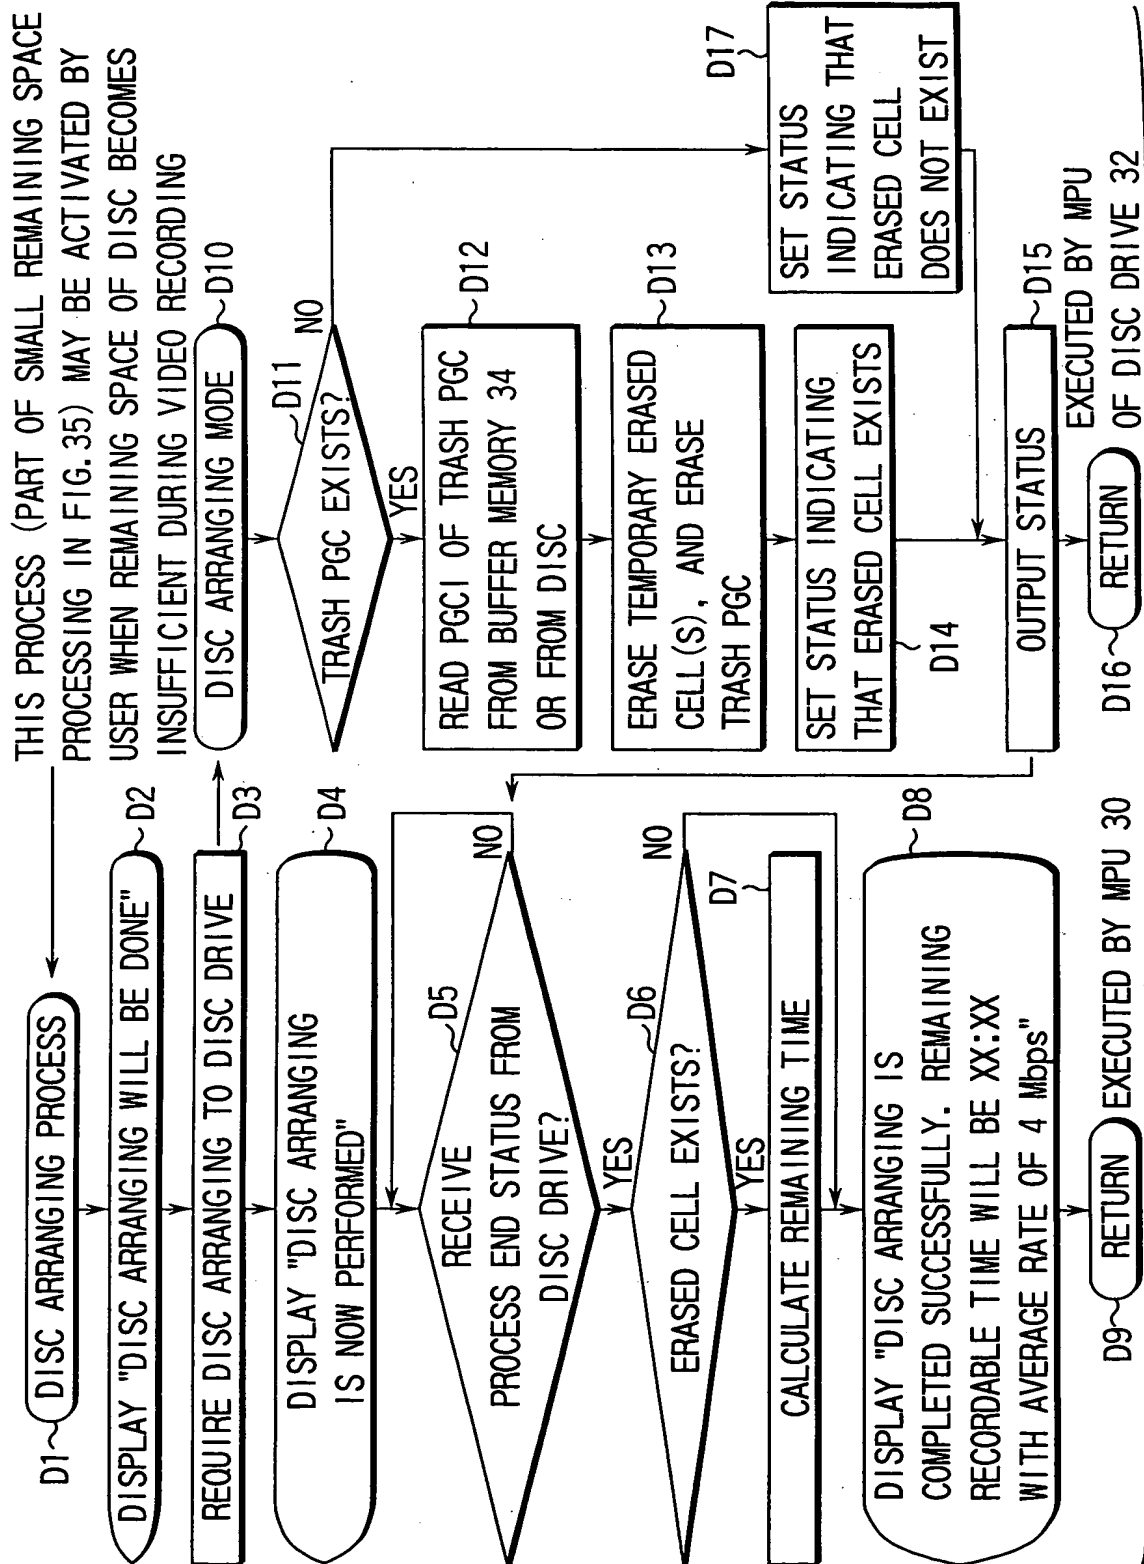 THIS PROCESS (PART OF SMALL REMAINING SPACE
PROCESSING IN FIG.35) MAY BE ACTIVATED BY
USER WHEN REMAINING SPACE OF DISC BECOMES
INSUFFICIENT DURING VIDEO RECORDING
D1
DISC ARRANGING PROCESS
D2
DISPLAY "DISC ARRANGING WILL BE DONE"
D3
REQUIRE DISC ARRANGING TO DISC DRIVE
D4
DISPLAY "DISC ARRANGING
IS NOW PERFORMED"
D5
RECEIVE
PROCESS END STATUS FROM
DISC DRIVE?
NO
YES
D6
ERASED CELL EXISTS?
NO
YES
D7
CALCULATE REMAINING TIME
D8
DISPLAY "DISC ARRANGING IS
COMPLETED SUCCESSFULLY. REMAINING
RECORDABLE TIME WILL BE XX:XX
WITH AVERAGE RATE OF 4 Mbps"
D9
RETURN
EXECUTED BY MPU 30
D10
DISC ARRANGING MODE
D11
TRASH PGC EXISTS?
NO
YES
D12
READ PGCI OF TRASH PGC
FROM BUFFER MEMORY 34
OR FROM DISC
D13
ERASE TEMPORARY ERASED
CELL(S), AND ERASE
TRASH PGC
SET STATUS INDICATING
THAT ERASED CELL EXISTS
D14
D17
SET STATUS
INDICATING THAT
ERASED CELL
DOES NOT EXIST
D15
OUTPUT STATUS
D16
RETURN
EXECUTED BY MPU
OF DISC DRIVE 32